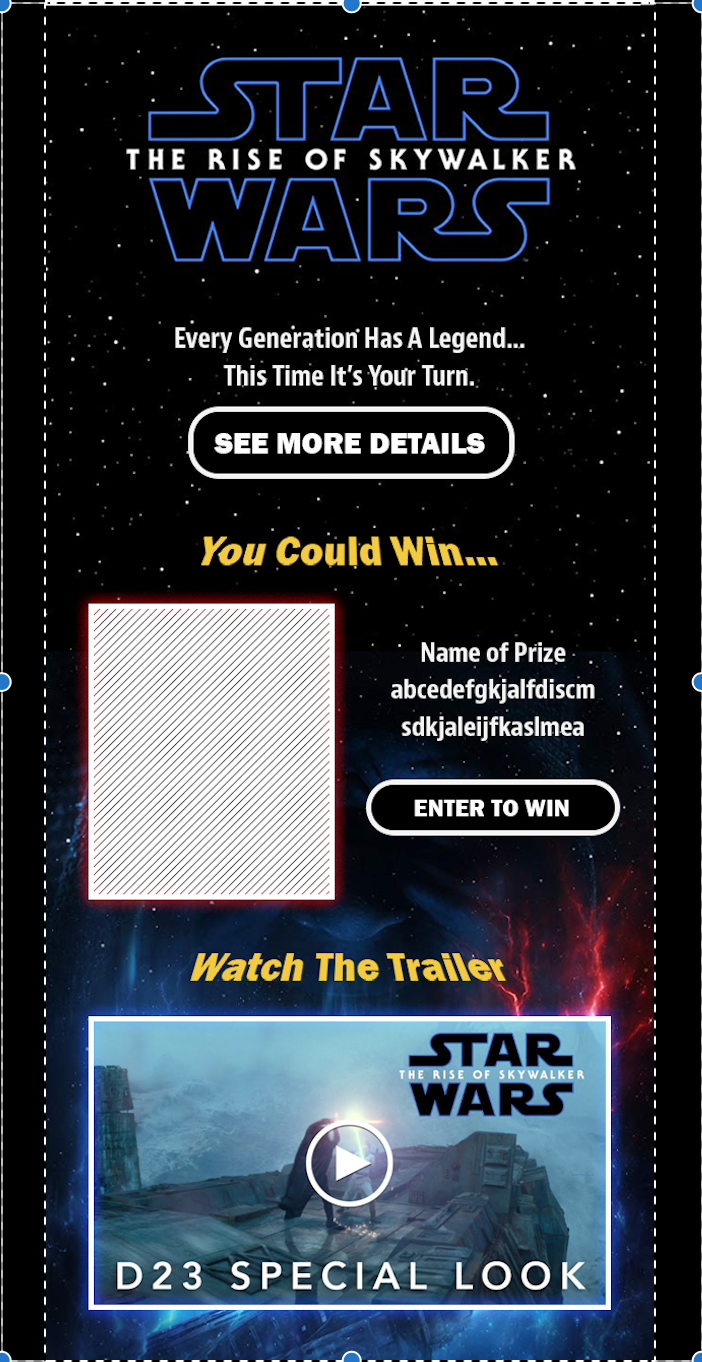 STAR
THE RISE OF SKYWALKER
WARS
Every Generation Has A Legend...
This Time It's Your Turn.
SEE MORE DETAILS
You Could Win...
Name of Prize
abcedefgkjalfdiscm
sdkjaleijfkaslmea
ENTER TO WIN
Watch The Trailer
STAR
THE RISE OF SKYWALKER
WARS
D23 SPECIAL LOOK